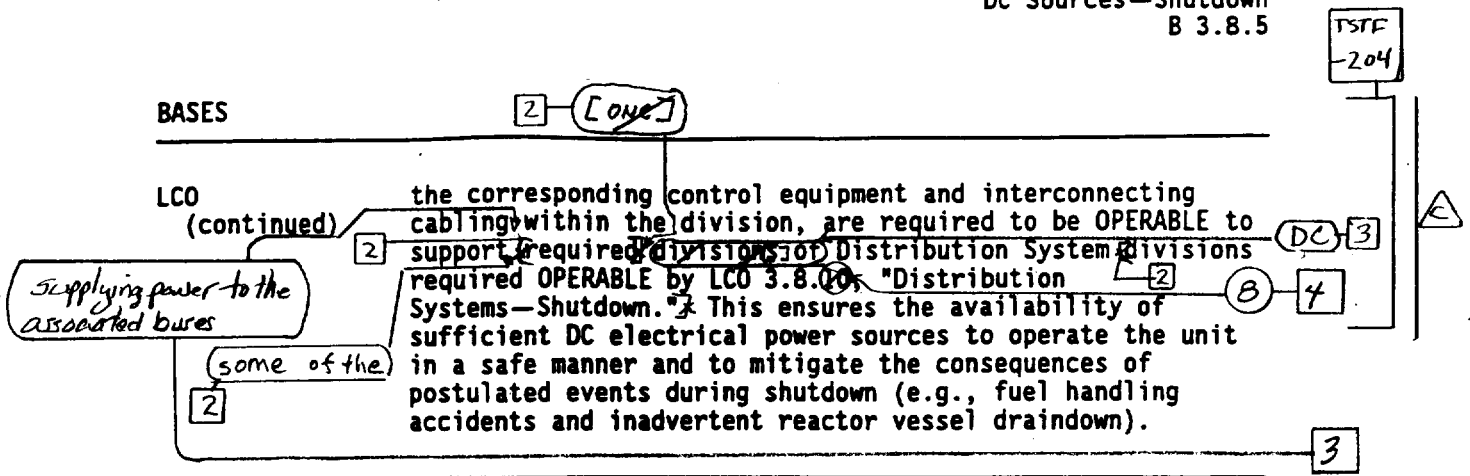 DC Sources—Shutdown
B 3.8.5
TSTF
-204
BASES
2 [ONE]
LCO the corresponding control equipment and interconnecting
(continued) cabling within the division, are required to be OPERABLE to
2 support required divisions of Distribution System divisions DC 3
required OPERABLE by LCO 3.8. "Distribution 2 8 4
Supplying power to the
associated buses
Systems—Shutdown." This ensures the availability of
sufficient DC electrical power sources to operate the unit
some of the in a safe manner and to mitigate the consequences of
2 postulated events during shutdown (e.g., fuel handling
accidents and inadvertent reactor vessel draindown).
C
3